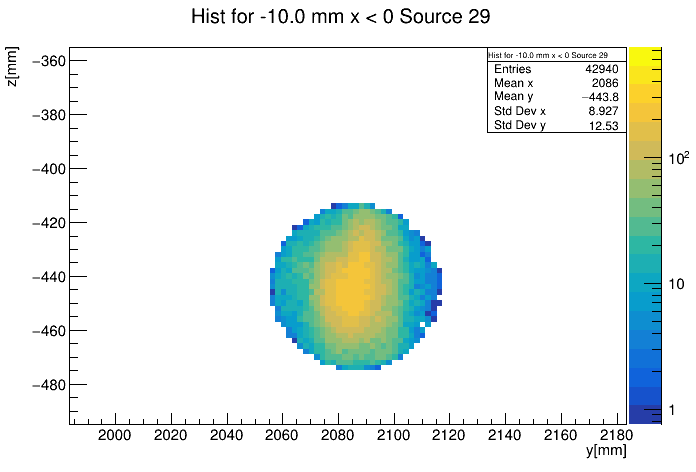 Hist for -10.0 mm x < 0 Source 29
Hist for -10.0 mm x < 0 Source 29
Entries 42940
Mean x 2086
Mean y −443.8
Std Dev x 8.927
Std Dev y 12.53
z[mm]
−360
−380
−400
−420
−440
−460
−480
2000 2020 2040 2060 2080 2100 2120 2140 2160 2180
y[mm]
10²
10
1